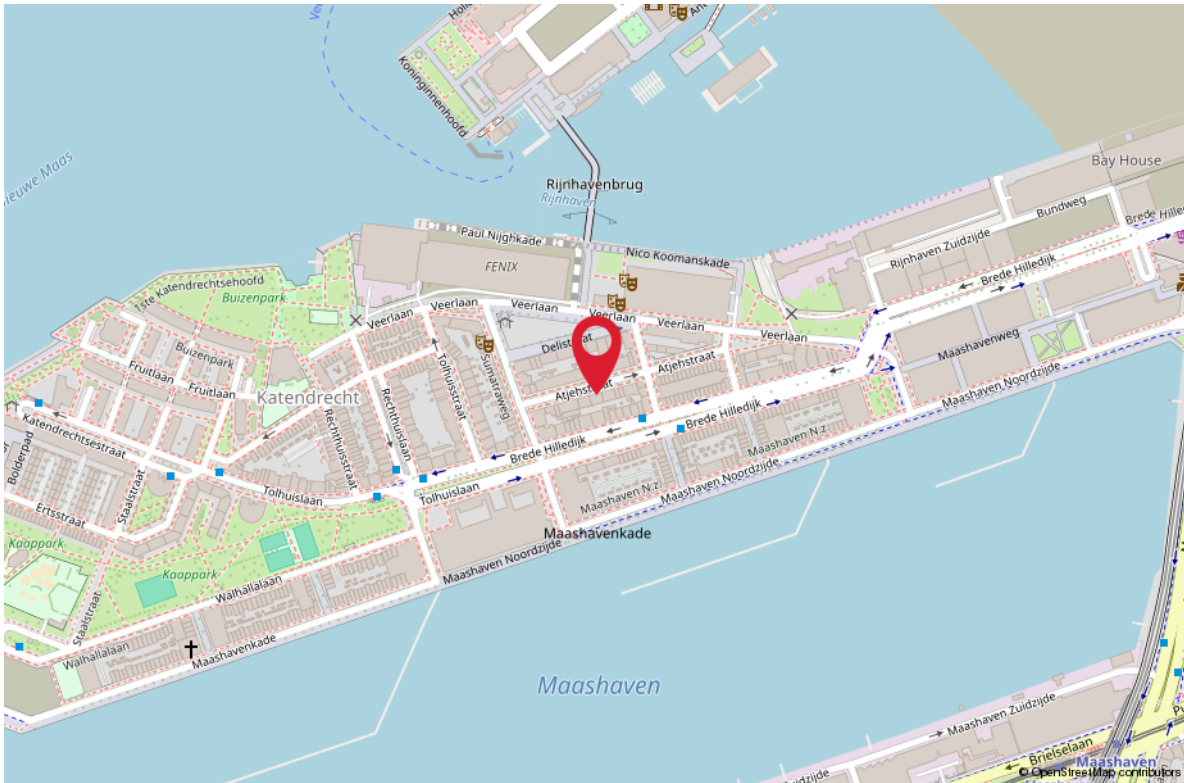 Koninginnenhoofd
Nieuwe Maas
Rijnhavenbrug
Rijnhaven
Bay House
Bundweg
Brede Hilledijk
Rijnhaven Zuidzijde
Paul Nijghkade
Nico Koomanskade
FENIX
1ste Katendrechtsehoofd
Buizenpark
Veerlaan
Veerlaan
Veerlaan
Veerlaan
Veerlaan
Brede Hilledijk
Delistraat
Maashavenweg
Buizenpark
Fruitlaan
Fruitlaan
Tolhuisstraat
Sumatraweg
Atjehstraat
Atjehstraat
Katendrecht
Rechthuislaan
Rechthuisstraat
Maashaven Noordzijde
Katendrechtsestraat
Bolderpad
Brede Hilledijk
Brede Hilledijk
Maashaven N.z.
Staalstraat
Tolhuislaan
Tolhuislaan
Maashaven N.z.
Maashaven Noordzijde
Ertsstraat
Kaappark
Maashavenkade
Kaappark
Maashaven Noordzijde
Walhallalaan
Staalstraat
Walhallalaan
Maashavenkade
Maashaven
Maashaven Zuidzijde
Brielselaan
Maashaven
© OpenStreetMap contributors